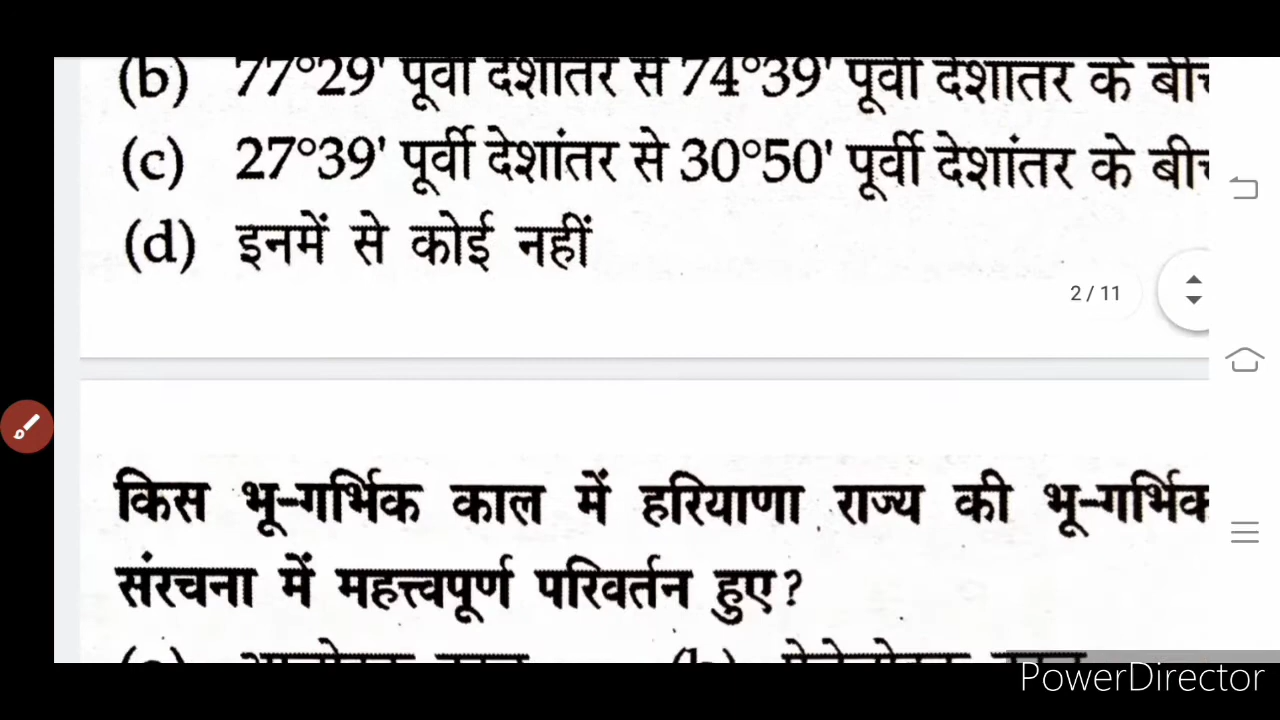 (b) 77°29' पूर्वी देशांतर से 74°39' पूर्वी देशांतर के
(c) 27°39' पूर्वी देशांतर से 30°50' पूर्वी देशांतर के
(d) इनमें से कोई नहीं
2 / 11
किस भू-गर्भिक काल में हरियाणा राज्य की भू-गर्भिक
संरचना में महत्त्वपूर्ण परिवर्तन हुए?
PowerDirector